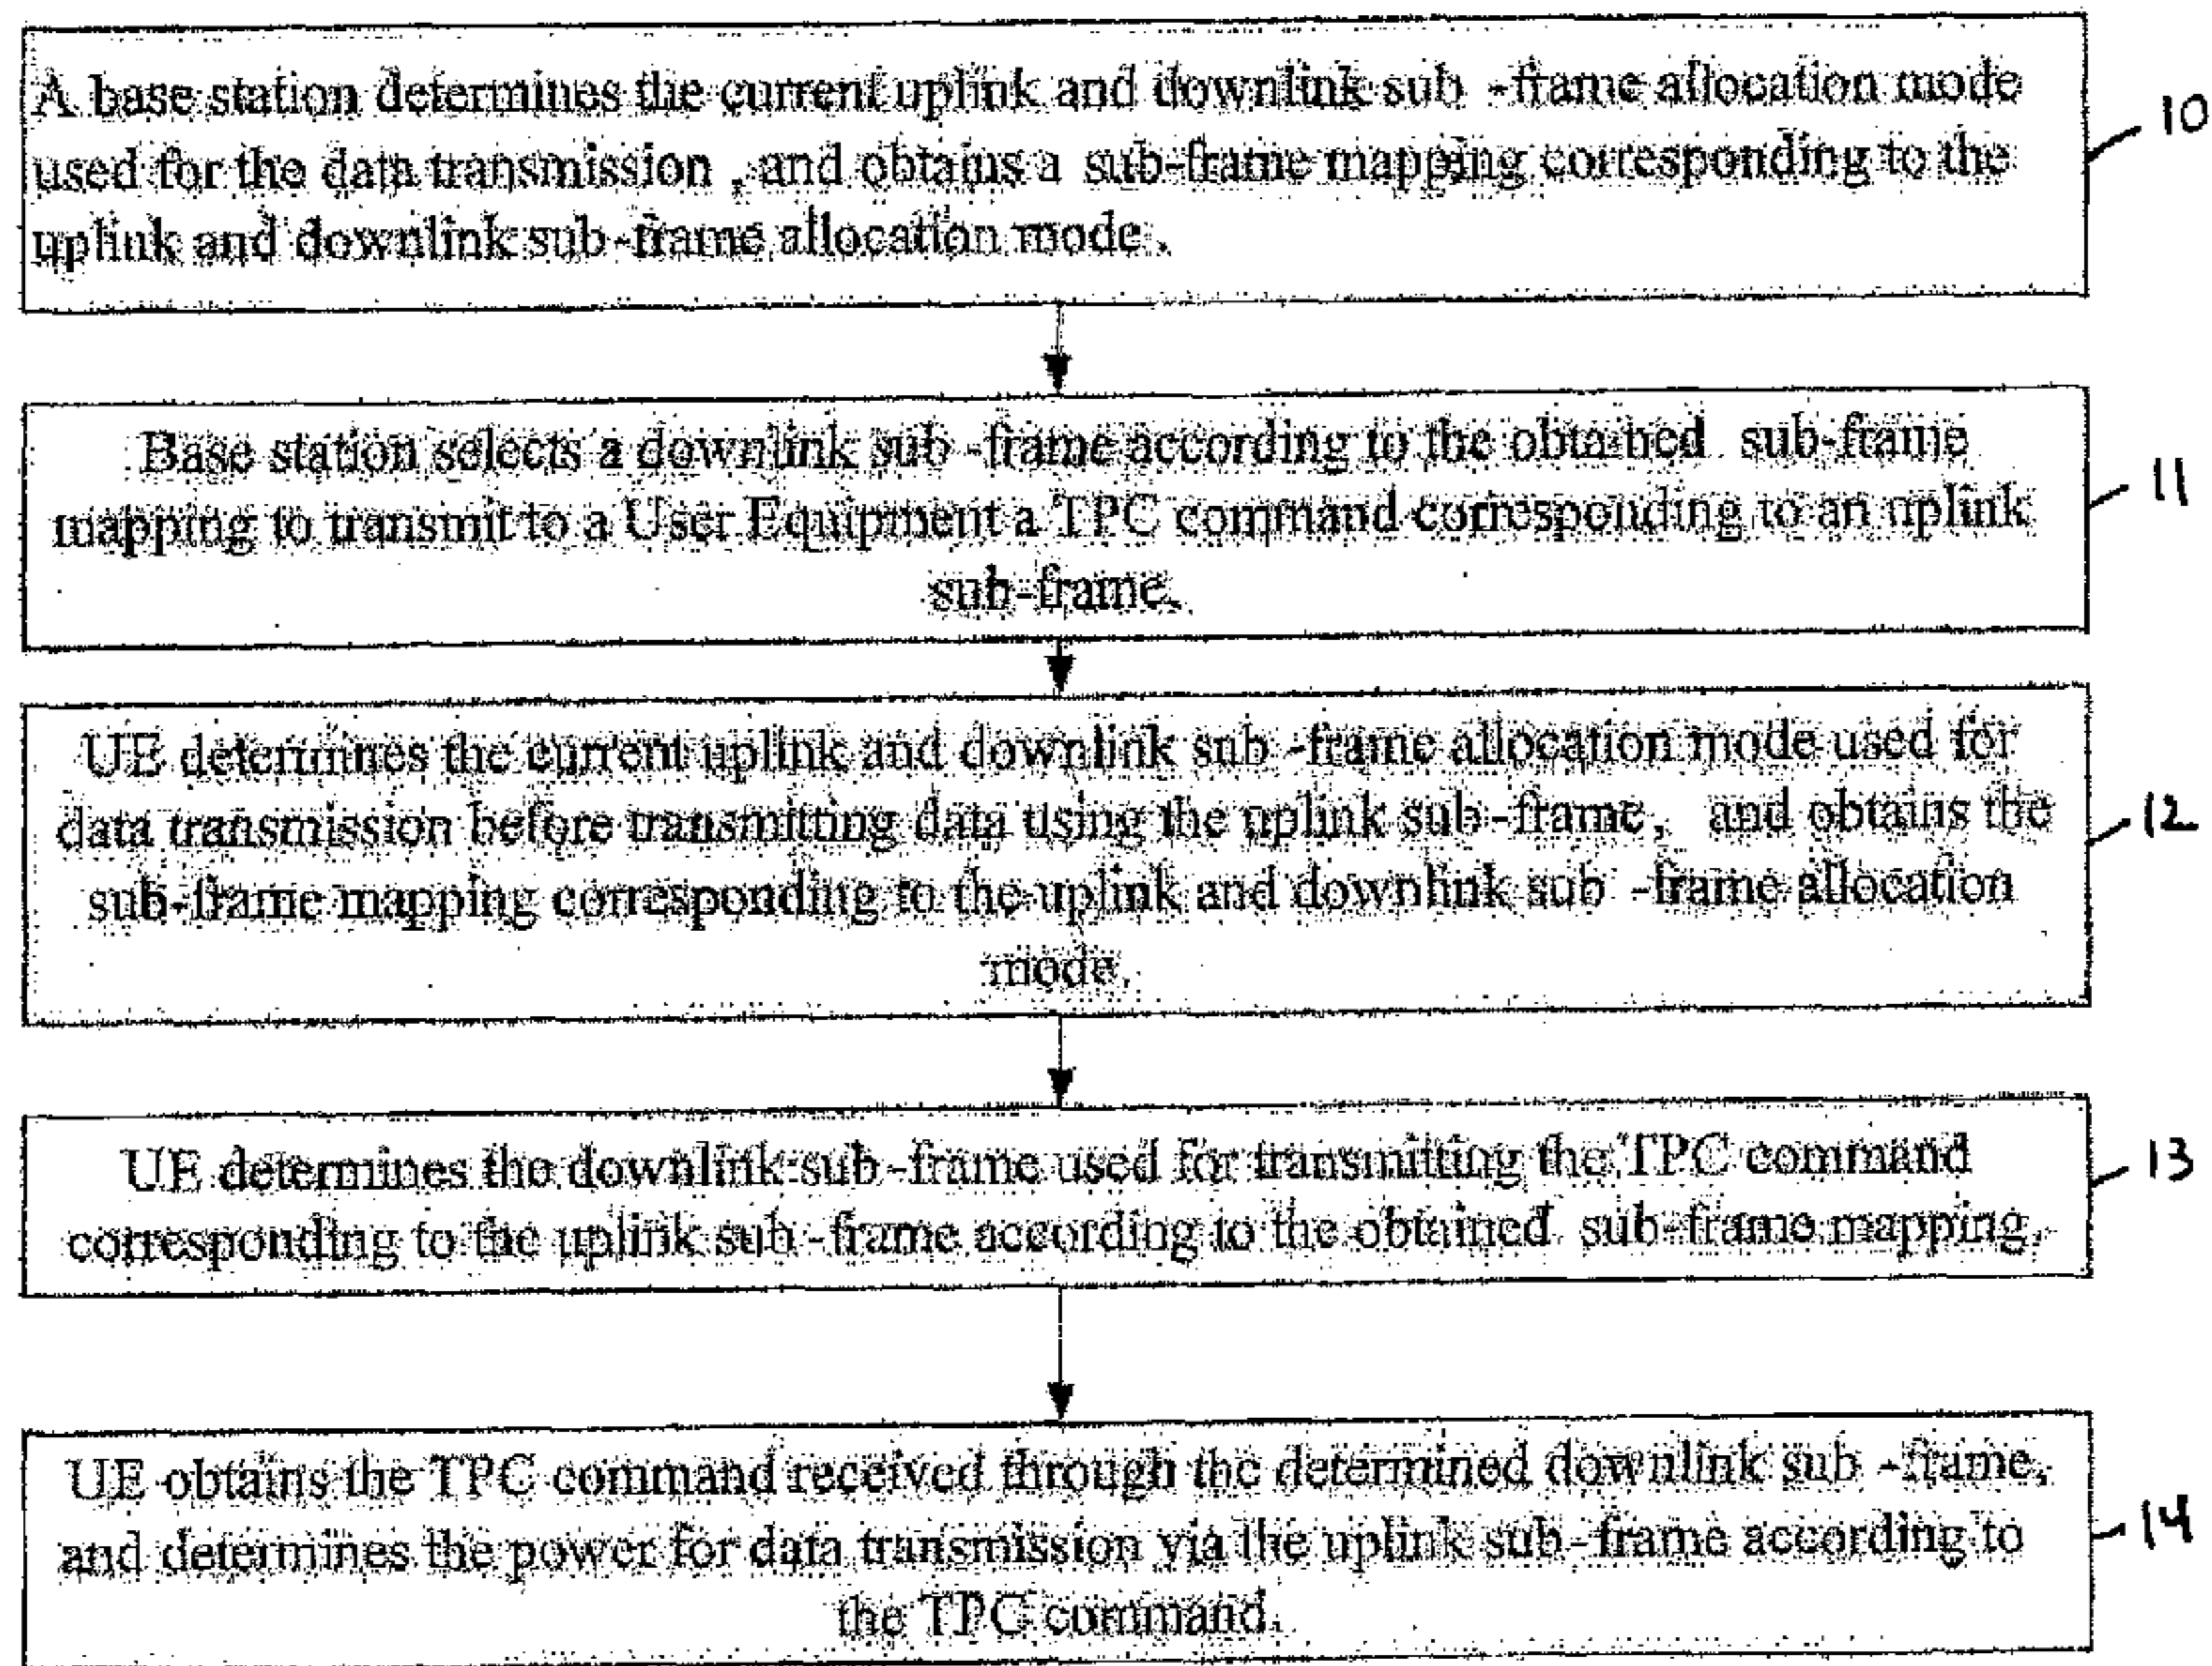 A base station determines the current uplink and downlink sub -frame allocation mode
10
used for the data transmission , and obtains a sub-frame mapping corresponding to the
uplink and downlink sub-frame allocation mode .
Base station selects a downlink sub -frame according to the obtained sub-frame
11
mapping to transmit to a User Equipment a TPC command corresponding to an uplink
sub-frame.
UE determines the current uplink and downlink sub -frame allocation mode used for
data transmission before transmitting data using the uplink sub-frame, and obtains the
12
sub-frame mapping corresponding to the uplink and downlink sub -frame allocation
mode.
UE determines the downlink sub-frame used for transmitting the TPC command
13
corresponding to the uplink sub -frame according to the obtained sub-frame mapping.
UE obtains the TPC command received through the determined downlink sub -frame,
and determines the power for data transmission via the uplink sub-frame according to
14
the TPC command.